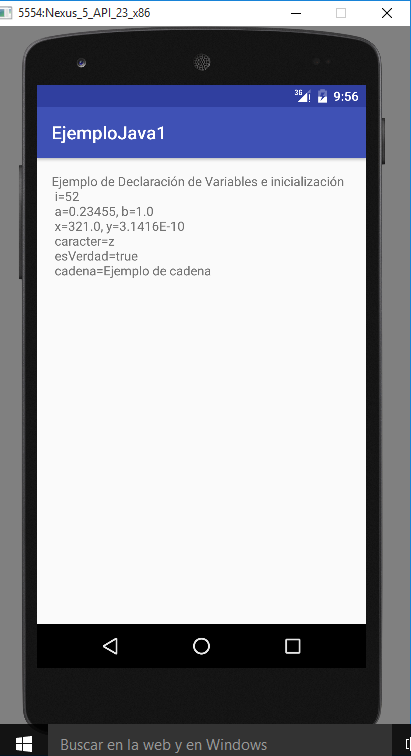 5554:Nexus_5_API_23_x86
3G 9:56
EjemploJava1
Ejemplo de Declaración de Variables e inicialización
i=52
a=0.23455, b=1.0
x=321.0, y=3.1416E-10
caracter=z
esVerdad=true
cadena=Ejemplo de cadena
Buscar en la web y en Windows